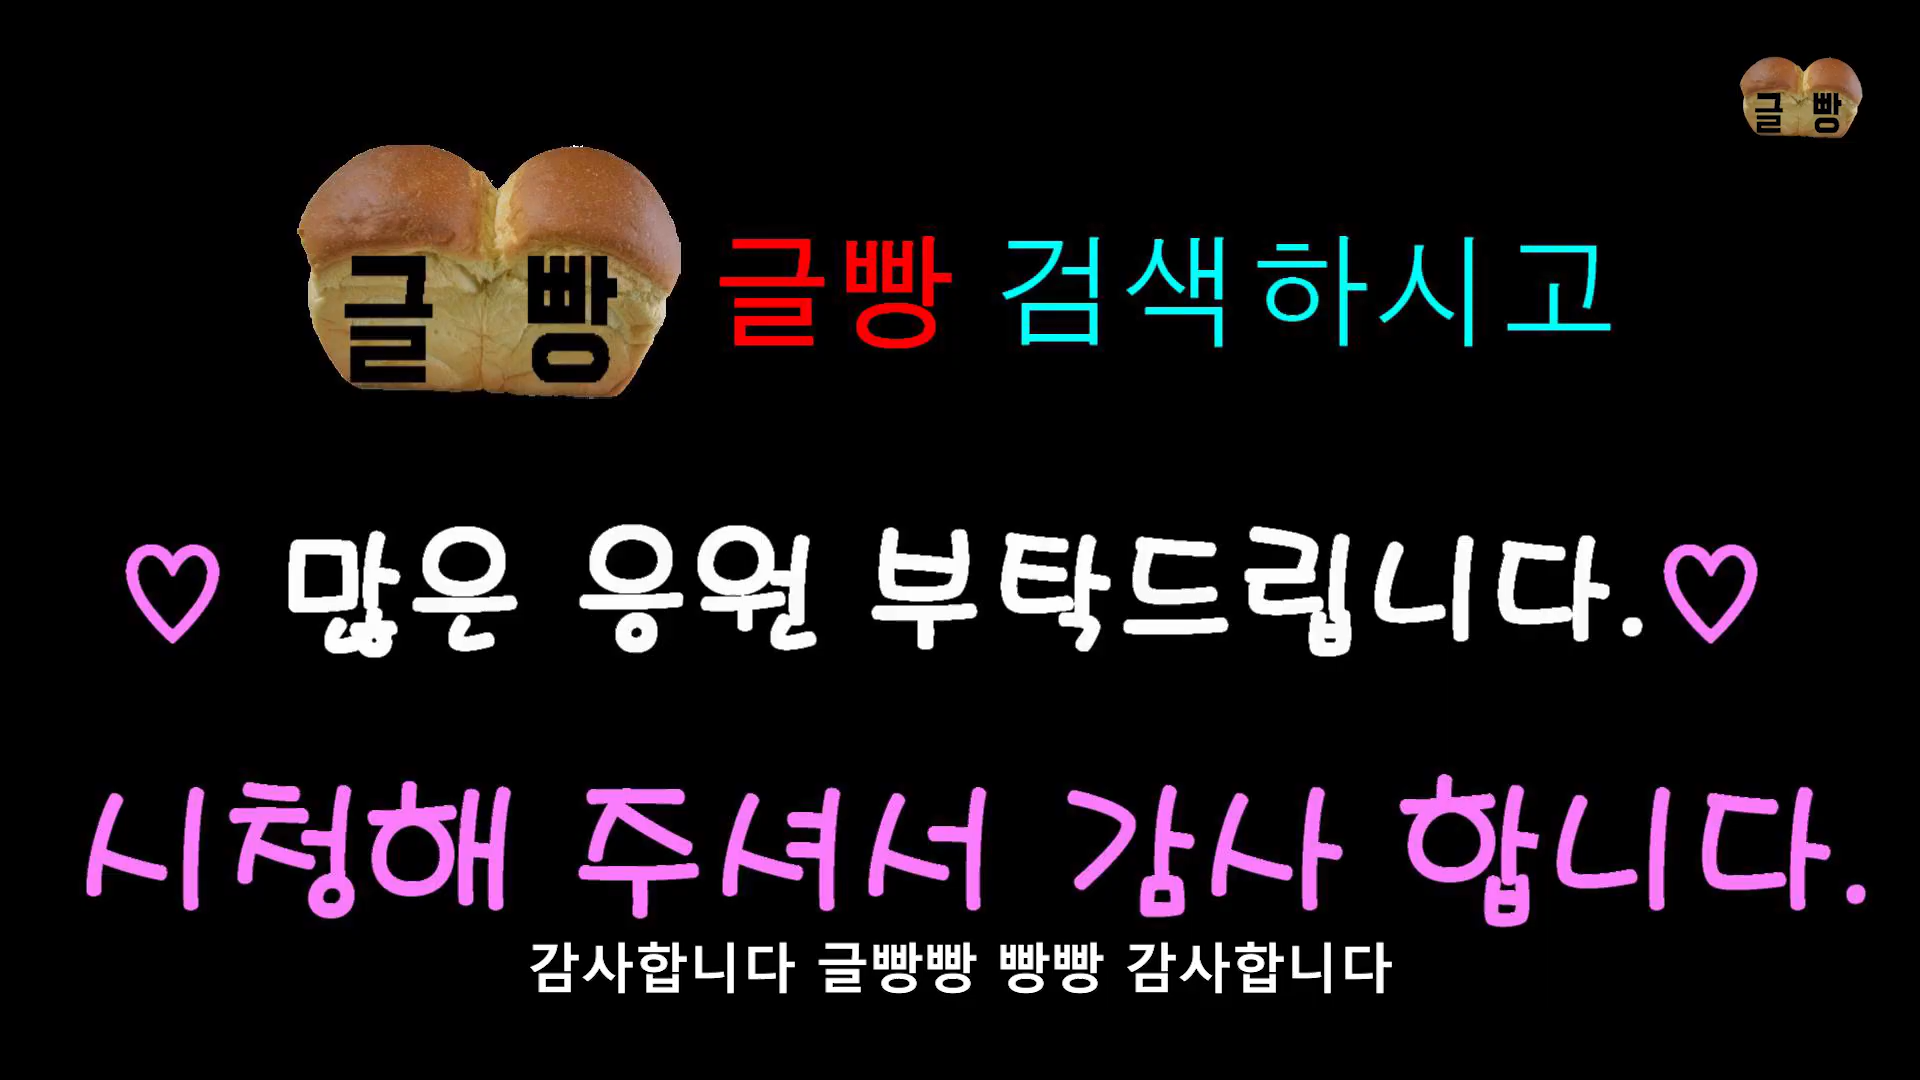 글빵
글 빵 글빵 검색하시고
♡ 많은 응원 부탁드립니다.♡
시청해 주셔서 감사 합니다.
감사합니다 글빵빵 빵빵 감사합니다